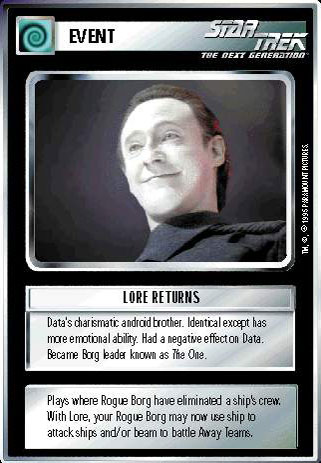 EVENT
STAR TREK
THE NEXT GENERATION
TM, ©, © 1995 PARAMOUNT PICTURES.
LORE RETURNS
Data's charismatic android brother. Identical except has
more emotional ability. Had a negative effect on Data.
Became Borg leader known as The One.
Plays where Rogue Borg have eliminated a ship's crew.
With Lore, your Rogue Borg may now use ship to
attack ships and/or beam to battle Away Teams.